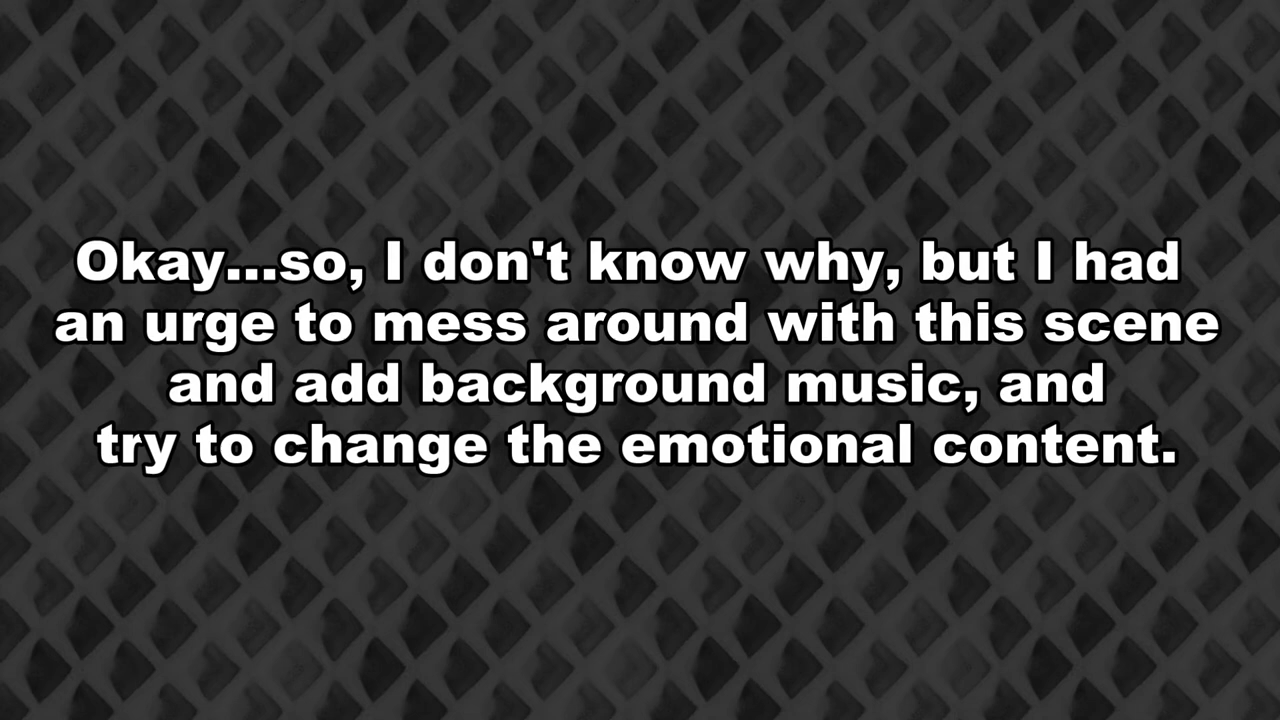 Okay...so, I don't know why, but I had
an urge to mess around with this scene
and add background music, and
try to change the emotional content.